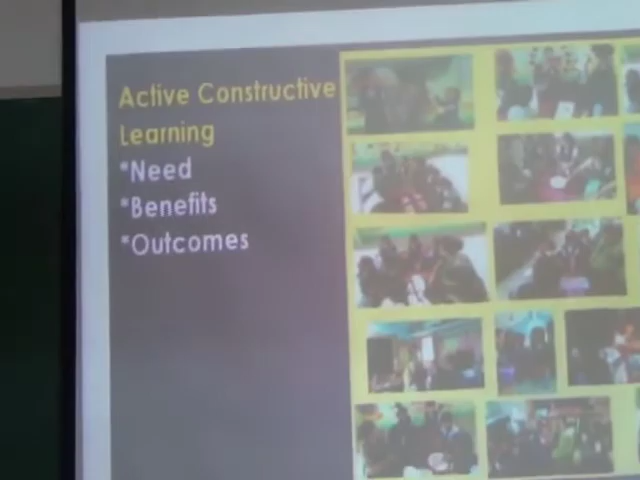 Active Constructive
Learning
*Need
*Benefits
*Outcomes